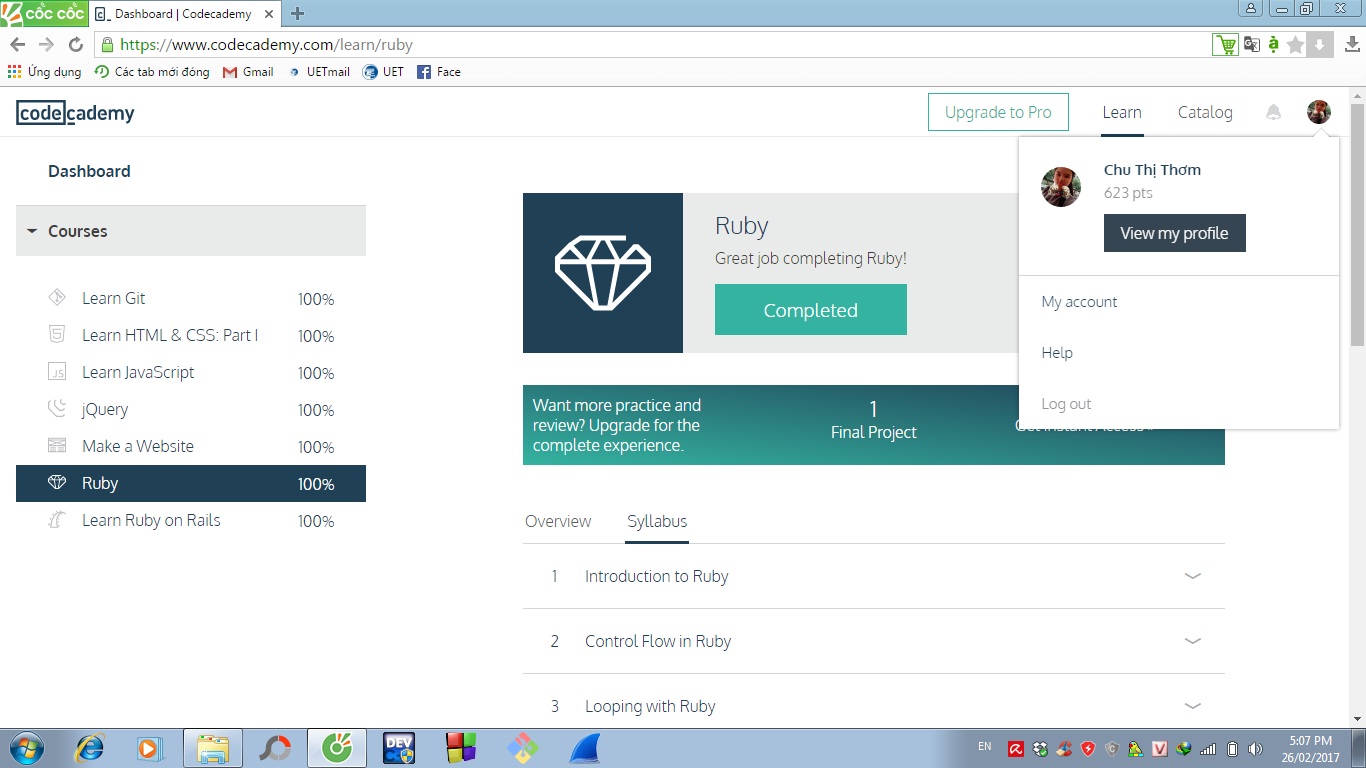 cốc cốc
Dashboard | Codecademy
https://www.codecademy.com/learn/ruby
Ứng dụng
Các tab mới đóng
Gmail
UETmail
UET
Face
codecademy
Upgrade to Pro
Learn
Catalog
Chu Thị Thơm
623 pts
View my profile
My account
Help
Log out
Dashboard
Courses
Learn Git 100%
Learn HTML & CSS: Part I 100%
JS
Learn JavaScript 100%
jQuery 100%
Make a Website 100%
Ruby 100%
Learn Ruby on Rails 100%
Ruby
Great job completing Ruby!
Completed
Want more practice and
review? Upgrade for the
complete experience.
1
Final Project
Overview
Syllabus
1 Introduction to Ruby
2 Control Flow in Ruby
3 Looping with Ruby
DEV
EN
5:07 PM
26/02/2017